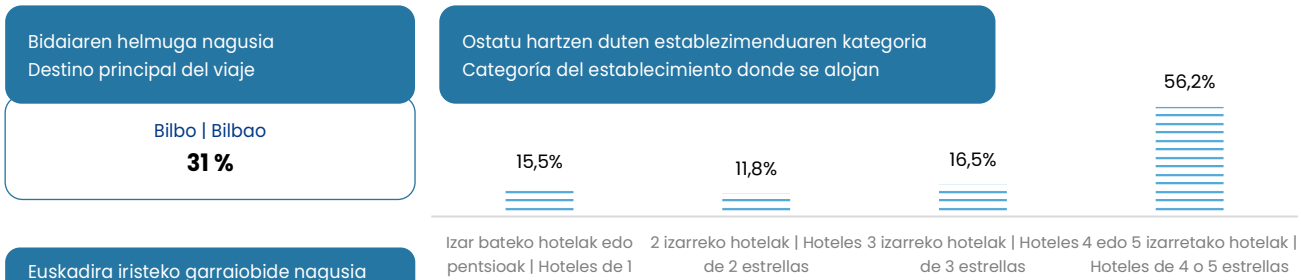 Bidaiaren helmuga nagusia
Destino principal del viaje
Bilbo | Bilbao
31 %
Euskadira iristeko garraiobide nagusia
Ostatu hartzen duten establezimenduaren kategoria
Categoría del establecimiento donde se alojan
15,5%
11,8%
16,5%
56,2%
Izar bateko hotelak edo
pentsioak | Hoteles de 1
2 izarreko hotelak | Hoteles
de 2 estrellas
3 izarreko hotelak | Hoteles
de 3 estrellas
4 edo 5 izarretako hotelak |
Hoteles de 4 o 5 estrellas